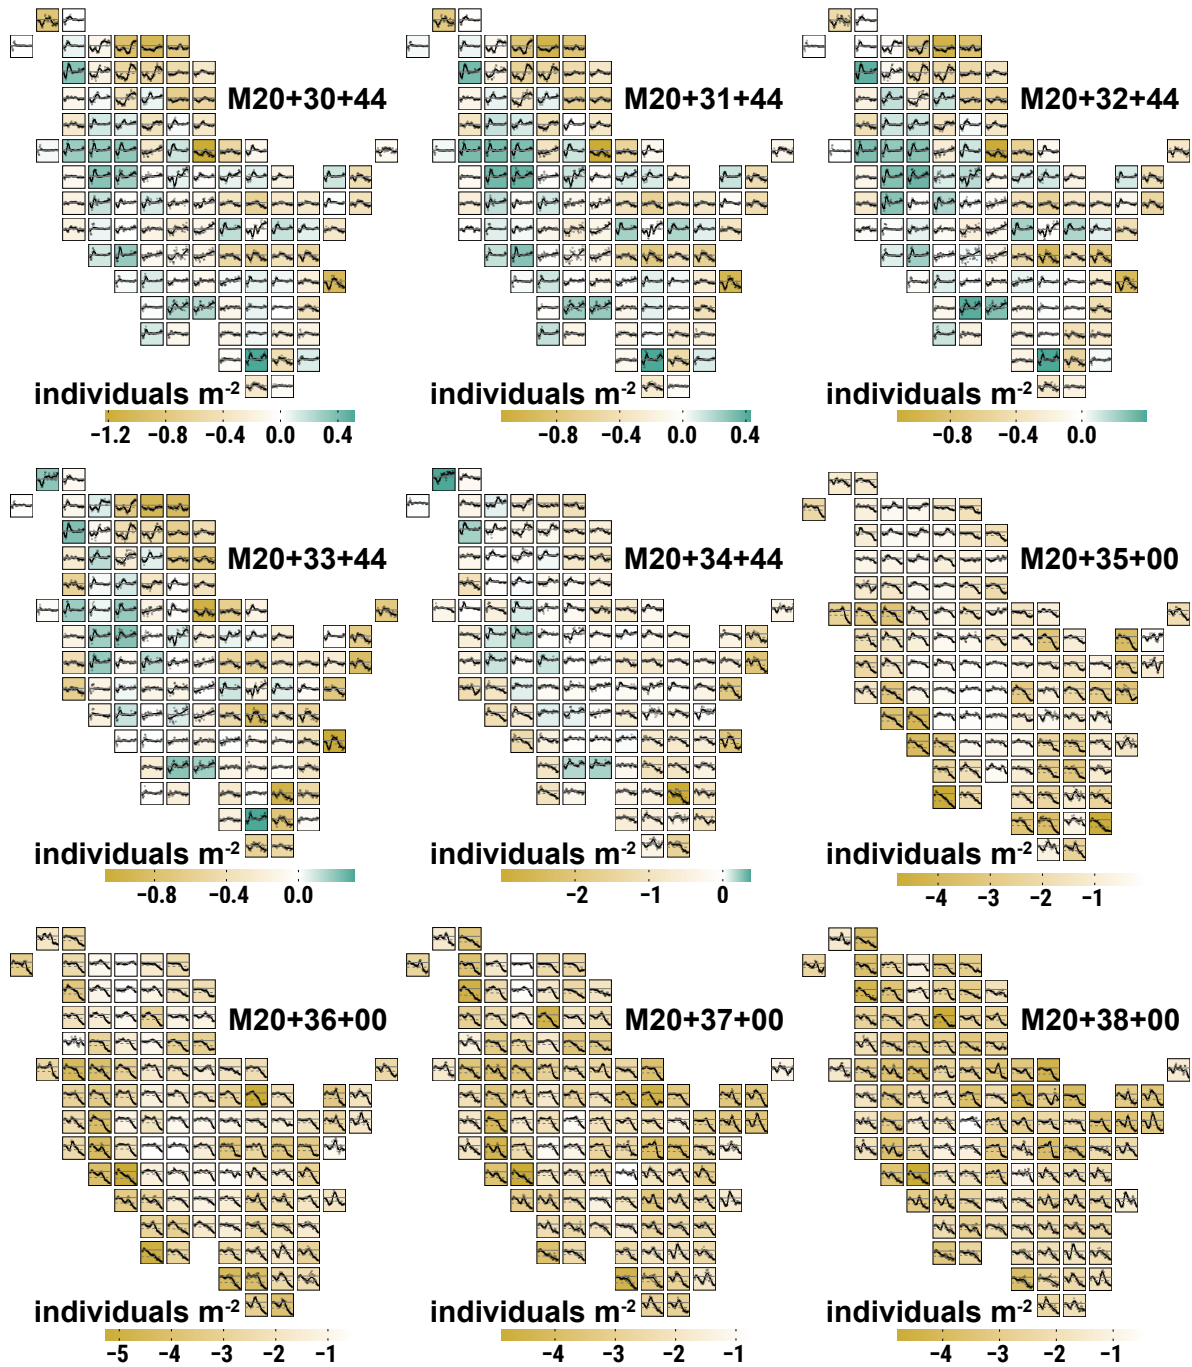 M20+30+44
M20+31+44
M20+32+44
individuals m-2
individuals m-2
individuals m-2
−1.2 −0.8 −0.4 0.0 0.4
−0.8 −0.4 0.0 0.4
−0.8 −0.4 0.0
M20+33+44
M20+34+44
M20+35+00
individuals m-2
individuals m-2
individuals m-2
−0.8 −0.4 0.0
−2 −1 0
−4 −3 −2 −1
M20+36+00
M20+37+00
M20+38+00
individuals m-2
individuals m-2
individuals m-2
−5 −4 −3 −2 −1
−4 −3 −2 −1
−4 −3 −2 −1